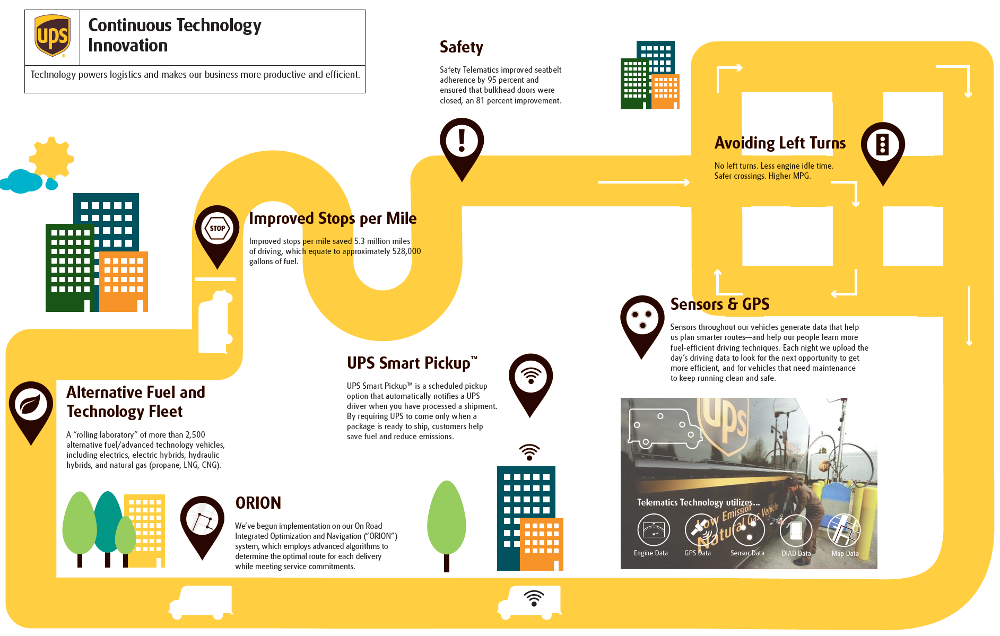 ups
®
Continuous Technology
Innovation
Technology powers logistics and makes our business more productive and efficient.
Safety
Safety Telematics improved seatbelt
adherence by 95 percent and
ensured that bulkhead doors were
closed, an 81 percent improvement.
Avoiding Left Turns
No left turns. Less engine idle time.
Safer crossings. Higher MPG.
STOP
Improved Stops per Mile
Improved stops per mile saved 5.3 million miles
of driving, which equate to approximately 528,000
gallons of fuel.
Sensors & GPS
Sensors throughout our vehicles generate data that help
us plan smarter routes—and help our people learn more
fuel-efficient driving techniques. Each night we upload the
day's driving data to look for the next opportunity to get
more efficient, and for vehicles that need maintenance
to keep running clean and safe.
UPS Smart Pickup™
UPS Smart Pickup™ is a scheduled pickup
option that automatically notifies a UPS
driver when you have processed a shipment.
By requiring UPS to come only when a
package is ready to ship, customers help
save fuel and reduce emissions.
Alternative Fuel and
Technology Fleet
A “rolling laboratory” of more than 2,500
alternative fuel/advanced technology vehicles,
including electrics, electric hybrids, hydraulic
hybrids, and natural gas (propane, LNG, CNG).
ORION
We've begun implementation on our On Road
Integrated Optimization and Navigation (“ORION”)
system, which employs advanced algorithms to
determine the optimal route for each delivery
while meeting service commitments.
ups
ups
Telematics Technology utilizes...
Low Emission
Natural Gas Vehicle
Engine Data
GPS Data
Sensor Data
DIAD Data
Map Data